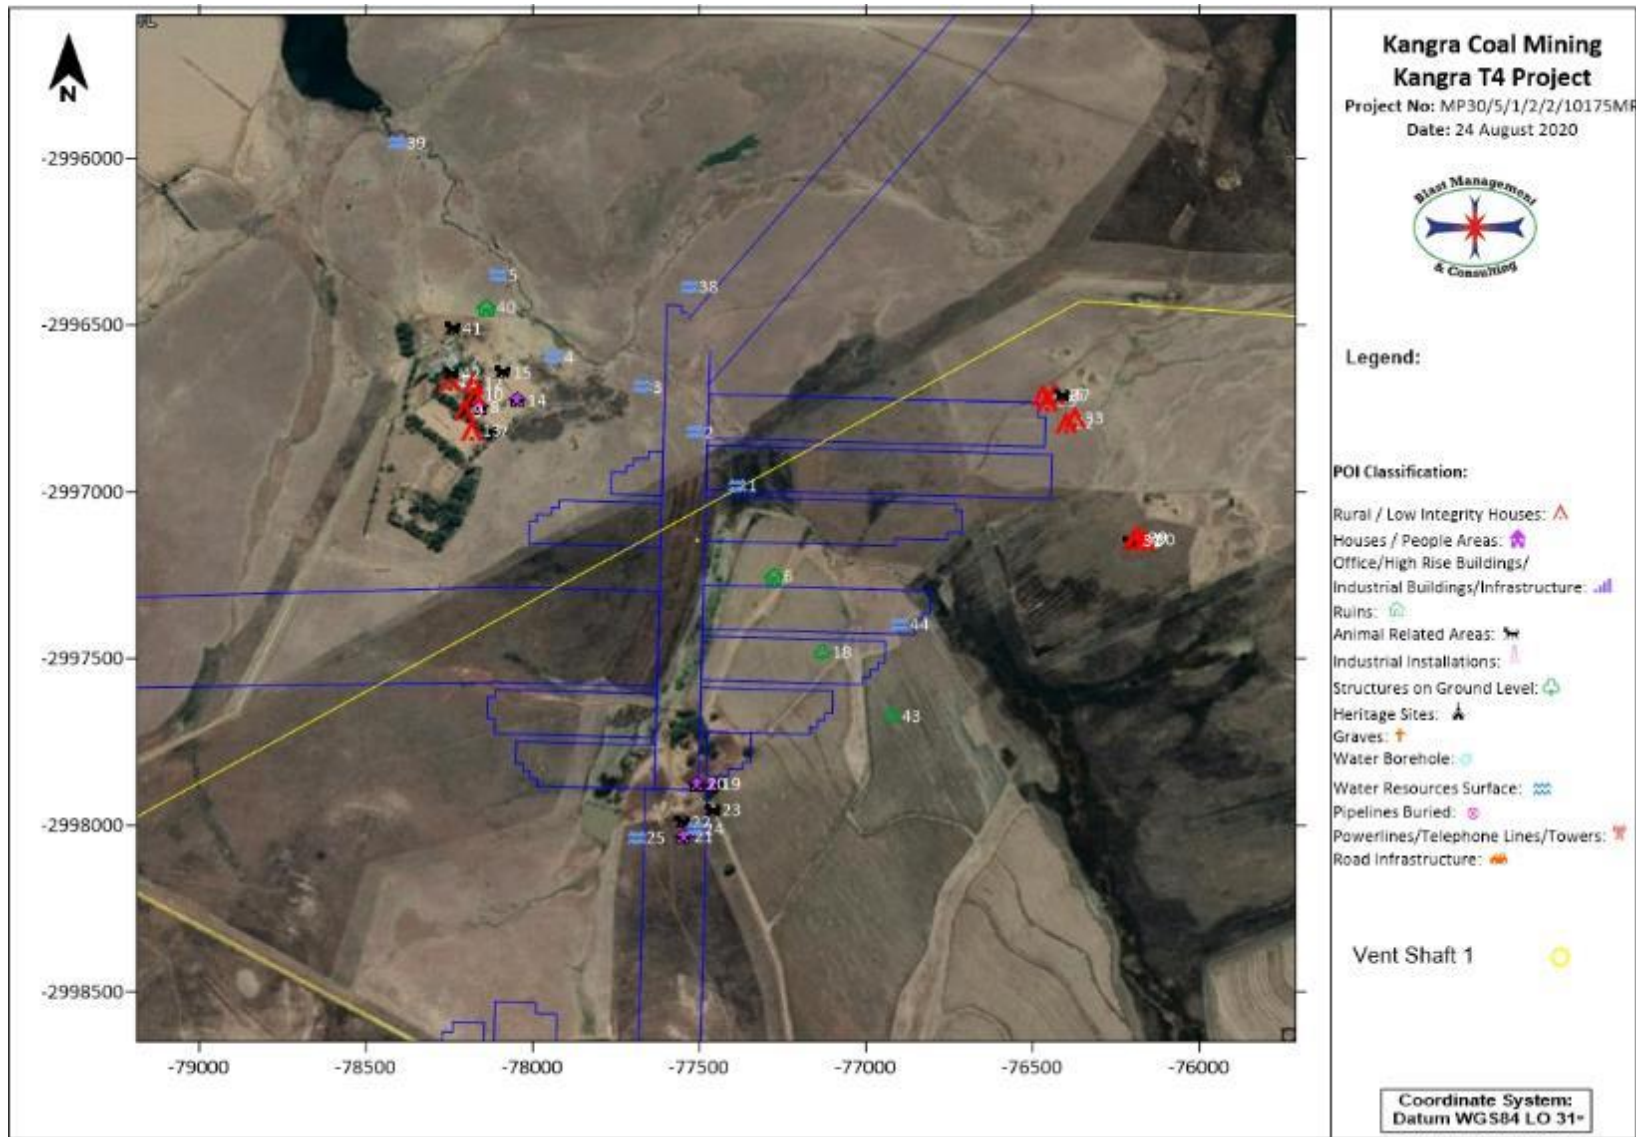 N
-2996000
-2996500
-2997000
-2997500
-2998000
-2998500
-79000
-78500
-78000
-77500
-77000
-76500
-76000
39
5
38
40
41
4
15
3
10
14
8
2
1
33
6
44
18
43
20
19
23
22
24
21
25
Kangra Coal Mining
Kangra T4 Project
Project No: MP30/5/1/2/2/10175MR
Date: 24 August 2020
Blast Management
& Consulting
Legend:
POI Classification:
Rural / Low Integrity Houses:
Houses / People Areas:
Office/High Rise Buildings/
Industrial Buildings/Infrastructure:
Ruins:
Animal Related Areas:
Industrial Installations:
Structures on Ground Level:
Heritage Sites:
Graves:
Water Borehole:
Water Resources Surface:
Pipelines Buried:
Powerlines/Telephone Lines/Towers:
Road Infrastructure:
Vent Shaft 1
Coordinate System:
Datum WGS84 LO 31°